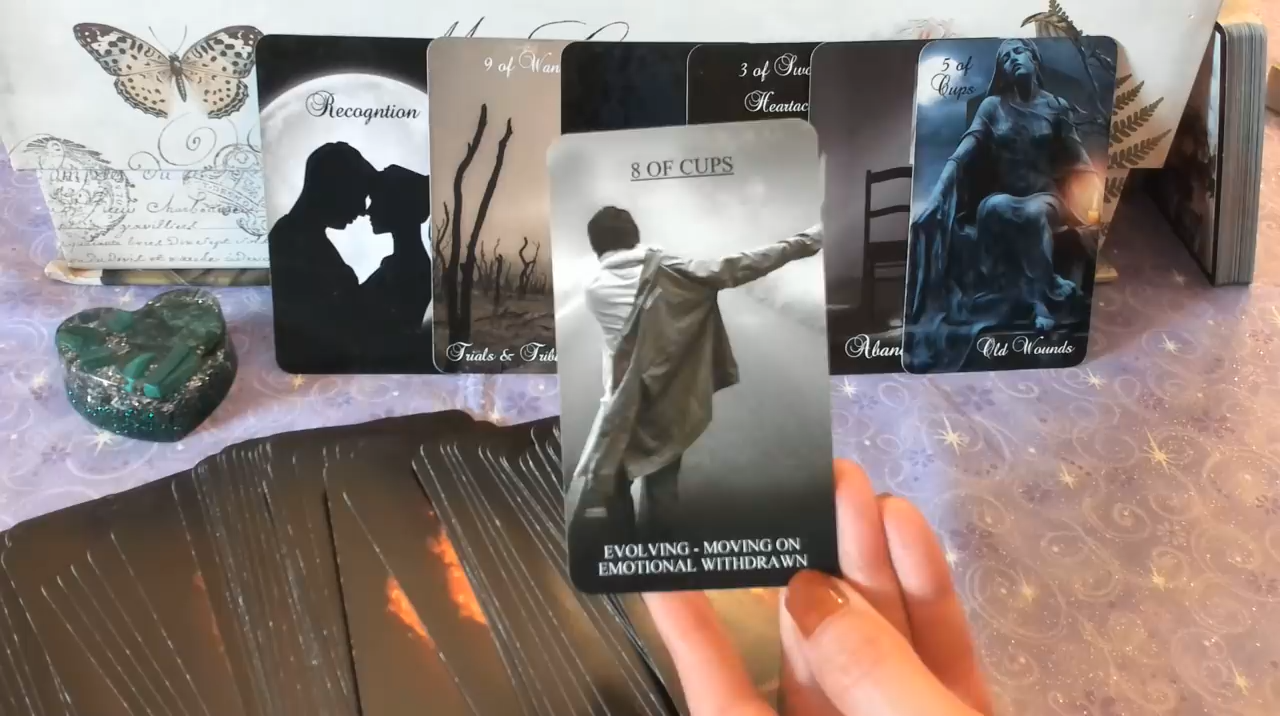 Recogntion
9 of Wan
3 of Swo
Heartac
5 of
Cups
8 OF CUPS
Trials & Trib
Aban
Old Wounds
EVOLVING - MOVING ON
EMOTIONAL WITHDRAWN